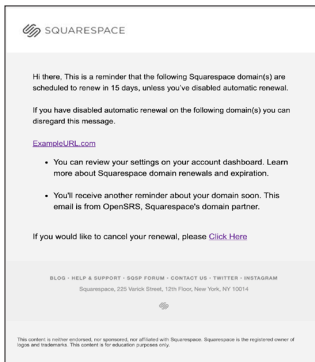 SQUARESPACE
Hi there, This is a reminder that the following Squarespace domain(s) are
scheduled to renew in 15 days, unless you've disabled automatic renewal.
If you have disabled automatic renewal on the following domain(s) you can
disregard this message.
ExampleURL.com
• You can review your settings on your account dashboard. Learn
more about Squarespace domain renewals and expiration.
• You'll receive another reminder about your domain soon. This
email is from OpenSRS, Squarespace's domain partner.
If you would like to cancel your renewal, please Click Here
BLOG · HELP & SUPPORT · SQSP FORUM · CONTACT US · TWITTER · INSTAGRAM
Squarespace, 225 Varick Street, 12th Floor, New York, NY 10014
This content is neither endorsed, nor sponsored, nor affiliated with Squarespace. Squarespace is the registered owner of
logos and trademarks. This content is for education purposes only.